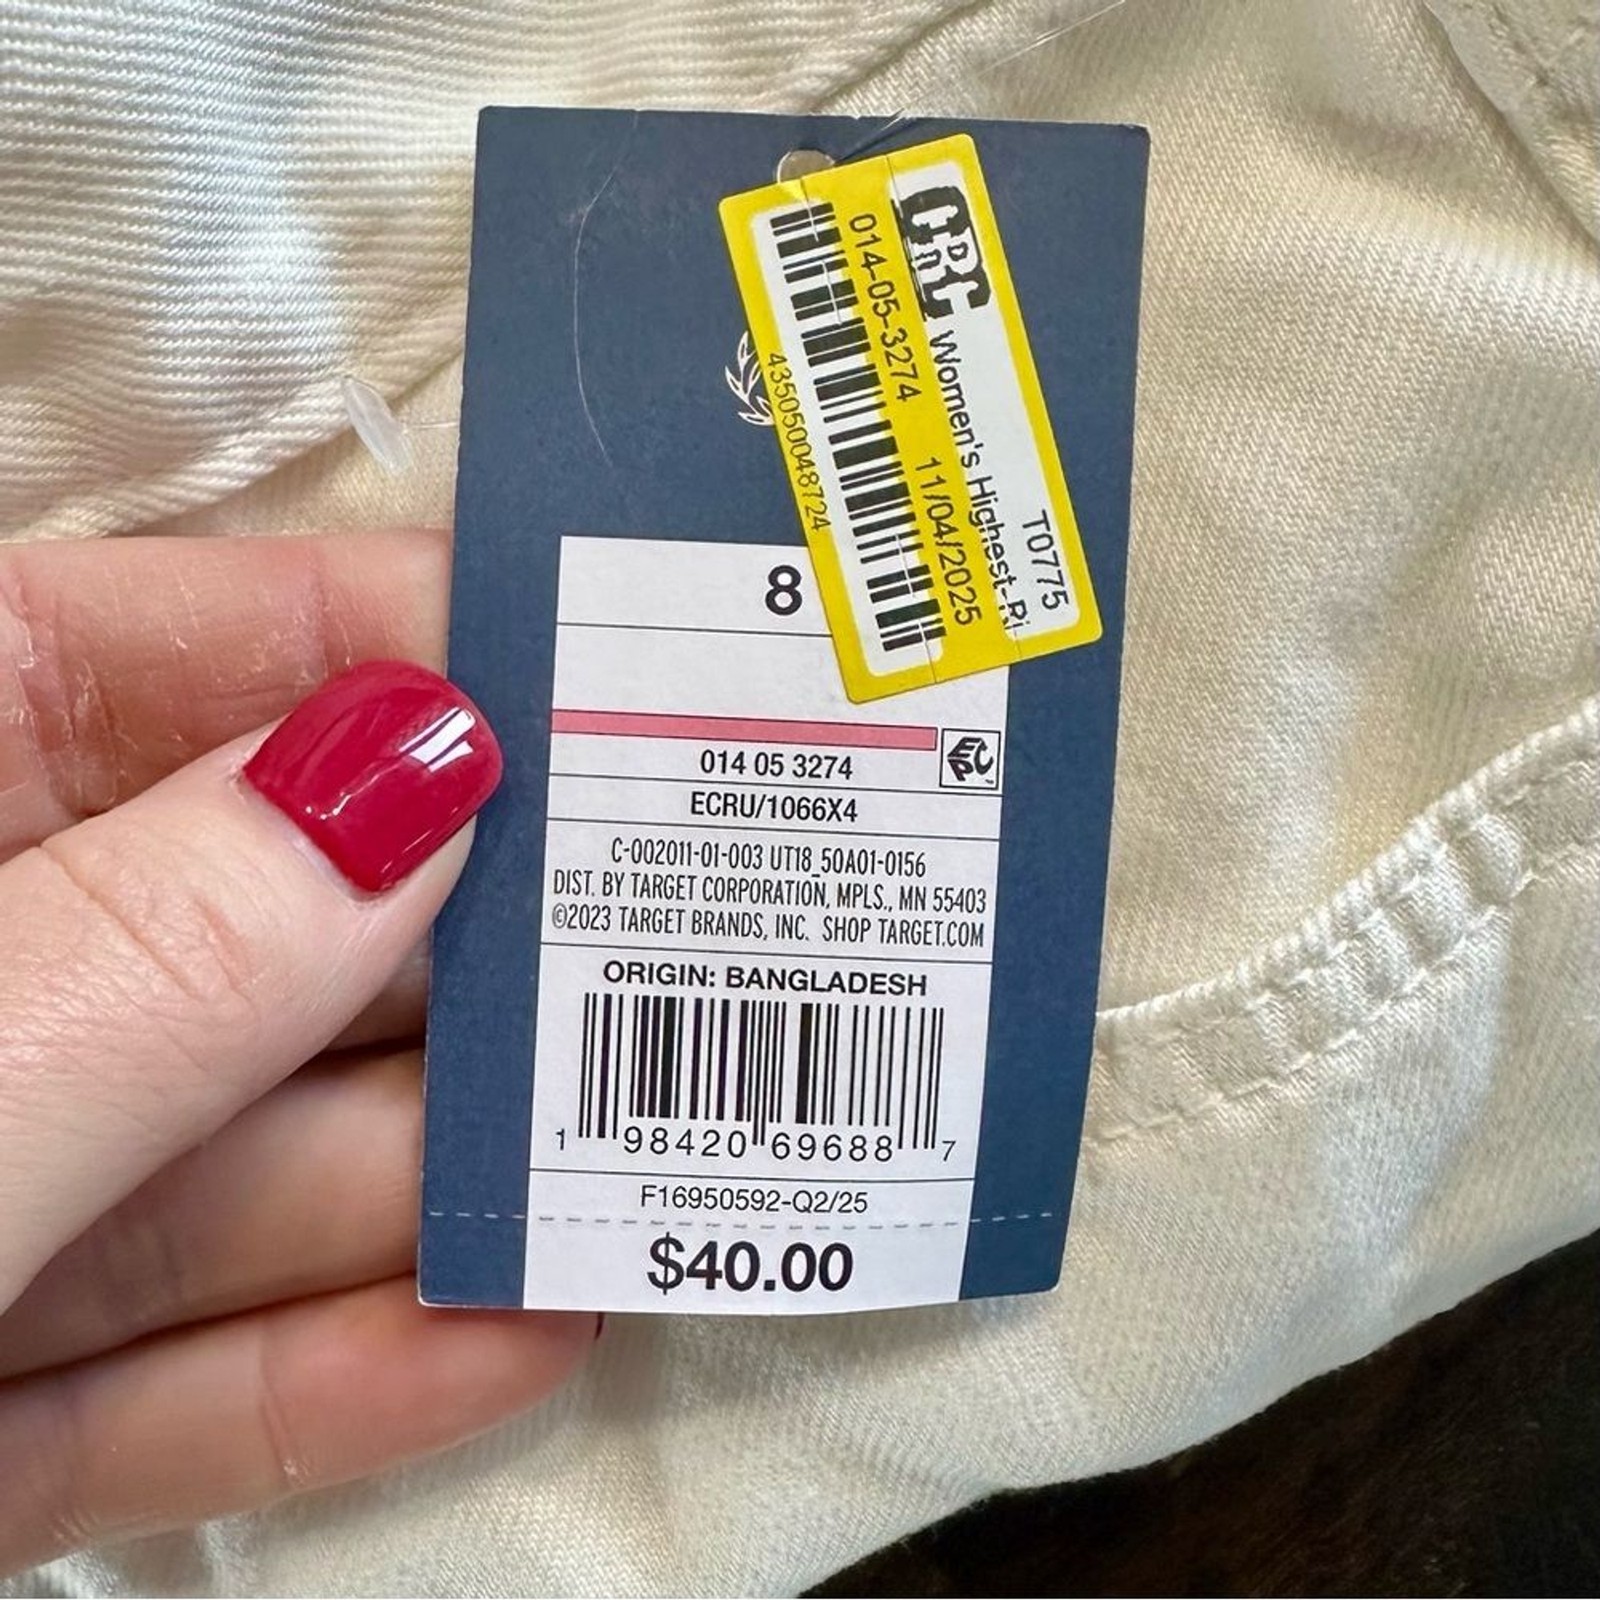 CRC
T0775
Women's Highest-Ri
014-05-3274 11/04/2025
435050048724
8
014 05 3274
ECRU/1066X4
C-002011-01-003 UT18_50A01-0156
DIST. BY TARGET CORPORATION, MPLS., MN 55403
©2023 TARGET BRANDS, INC. SHOP TARGET.COM
ORIGIN: BANGLADESH
1 98420 69688 7
F16950592-Q2/25
$40.00